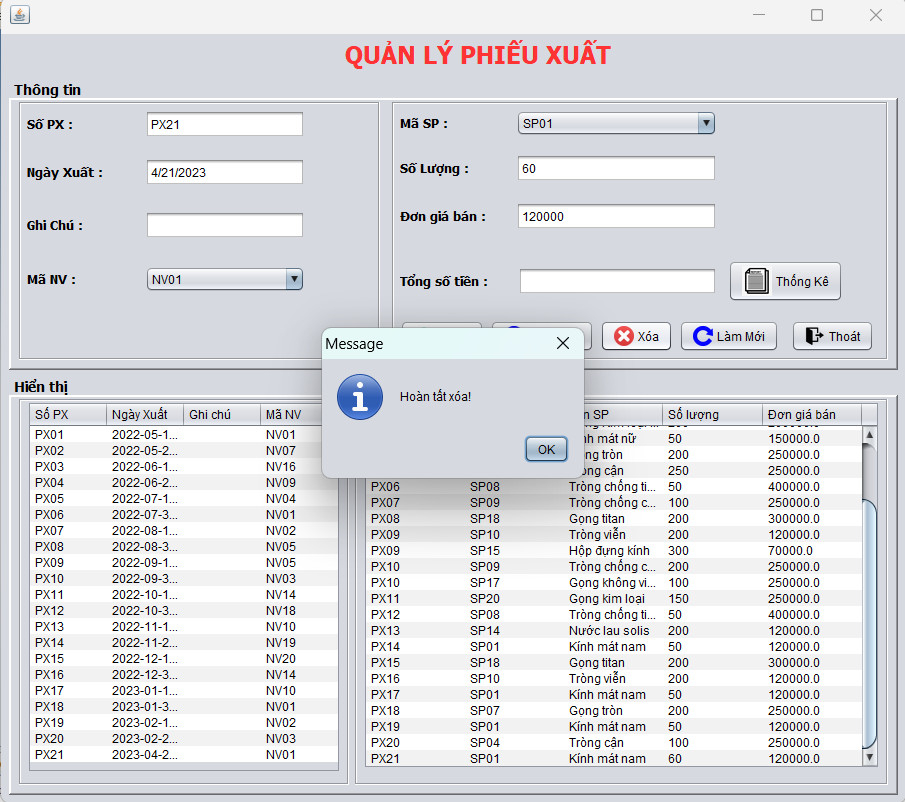 QUẢN LÝ PHIẾU XUẤT
Thông tin
Số PX : PX21
Ngày Xuất : 4/21/2023
Ghi Chú :
Mã NV : NV01
Mã SP : SP01
Số Lượng : 60
Đơn giá bán : 120000
Tổng số tiền : Thống Kê
Xóa Làm Mới Thoát
Message
Hoàn tất xóa!
OK
Hiển thị
Số PX Ngày Xuất Ghi chú Mã NV
PX01 2022-05-1... NV01
PX02 2022-05-2... NV07
PX03 2022-06-1... NV16
PX04 2022-06-2... NV09
PX05 2022-07-1... NV04
PX06 2022-07-3... NV01
PX07 2022-08-1... NV02
PX08 2022-08-3... NV05
PX09 2022-09-1... NV05
PX10 2022-09-3... NV03
PX11 2022-10-1... NV14
PX12 2022-10-3... NV18
PX13 2022-11-1... NV10
PX14 2022-11-2... NV19
PX15 2022-12-1... NV20
PX16 2022-12-3... NV14
PX17 2023-01-1... NV10
PX18 2023-01-3... NV01
PX19 2023-02-1... NV02
PX20 2023-02-2... NV03
PX21 2023-04-2... NV01
SP Số lượng Đơn giá bán
mát nữ 50 150000.0
tròn 200 250000.0
cận 250 250000.0
PX06 SP08 Tròng chống ti... 50 400000.0
PX07 SP09 Tròng chống c... 100 250000.0
PX08 SP18 Gọng titan 200 300000.0
PX09 SP10 Tròng viễn 200 120000.0
PX09 SP15 Hộp đựng kính 300 70000.0
PX10 SP09 Tròng chống c... 200 250000.0
PX10 SP17 Gọng không vi... 100 250000.0
PX11 SP20 Gọng kim loại 150 250000.0
PX12 SP08 Tròng chống ti... 50 400000.0
PX13 SP14 Nước lau solis 200 120000.0
PX14 SP01 Kính mát nam 50 120000.0
PX15 SP18 Gọng titan 200 300000.0
PX16 SP10 Tròng viễn 200 120000.0
PX17 SP01 Kính mát nam 50 120000.0
PX18 SP07 Gọng tròn 200 250000.0
PX19 SP01 Kính mát nam 50 120000.0
PX20 SP04 Tròng cận 100 250000.0
PX21 SP01 Kính mát nam 60 120000.0